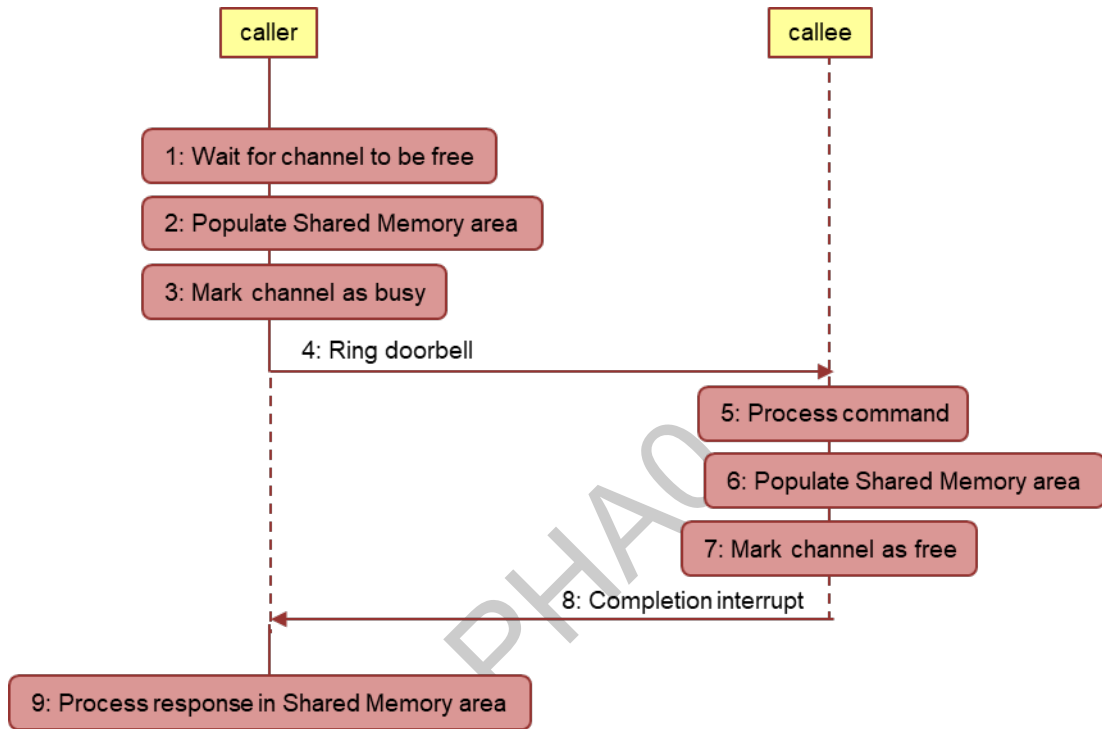 caller
callee
1: Wait for channel to be free
2: Populate Shared Memory area
3: Mark channel as busy
4: Ring doorbell
5: Process command
6: Populate Shared Memory area
7: Mark channel as free
8: Completion interrupt
9: Process response in Shared Memory area
PHA0